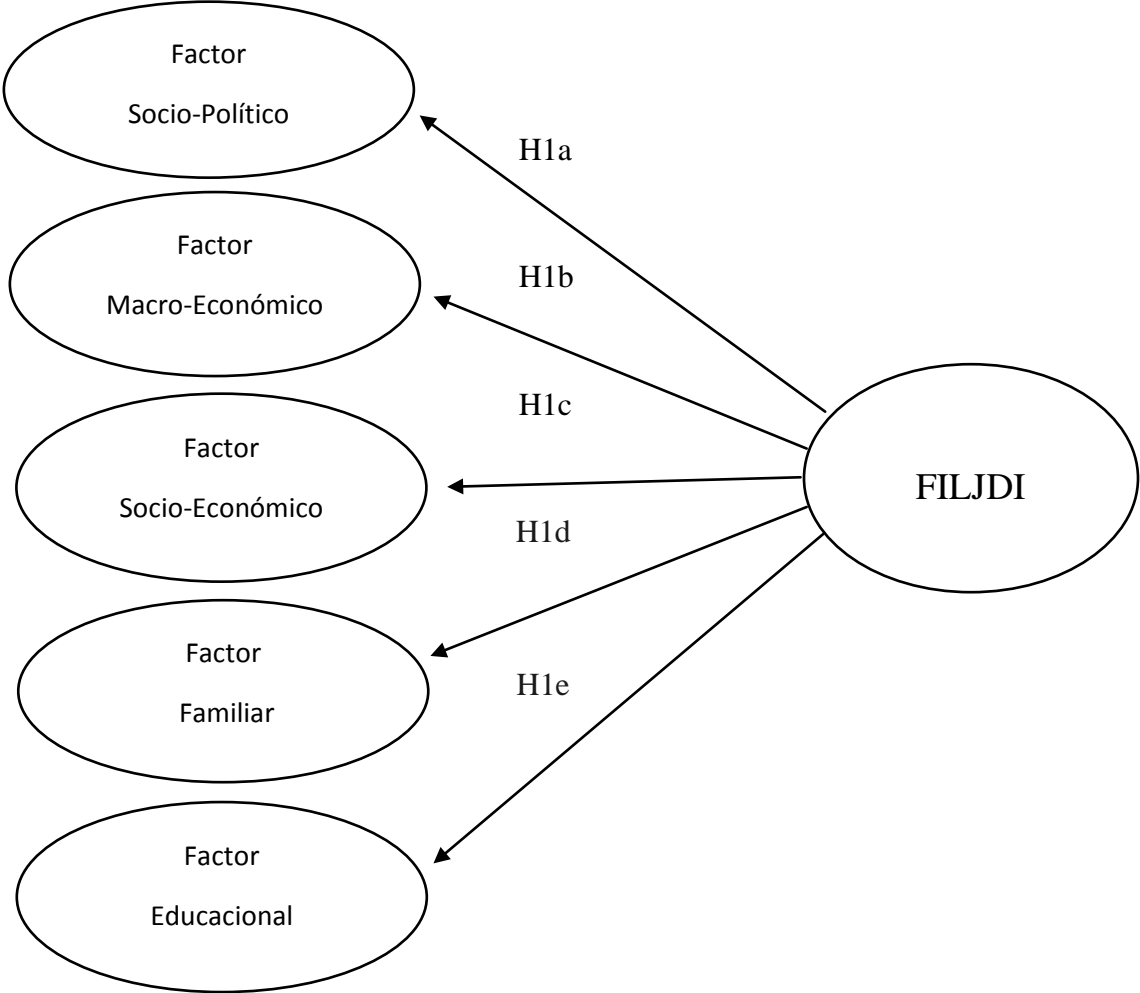 Factor
Socio-Político
H1a
Factor
Macro-Económico
H1b
H1c
Factor
Socio-Económico
FILJDI
H1d
Factor
Familiar
H1e
Factor
Educacional